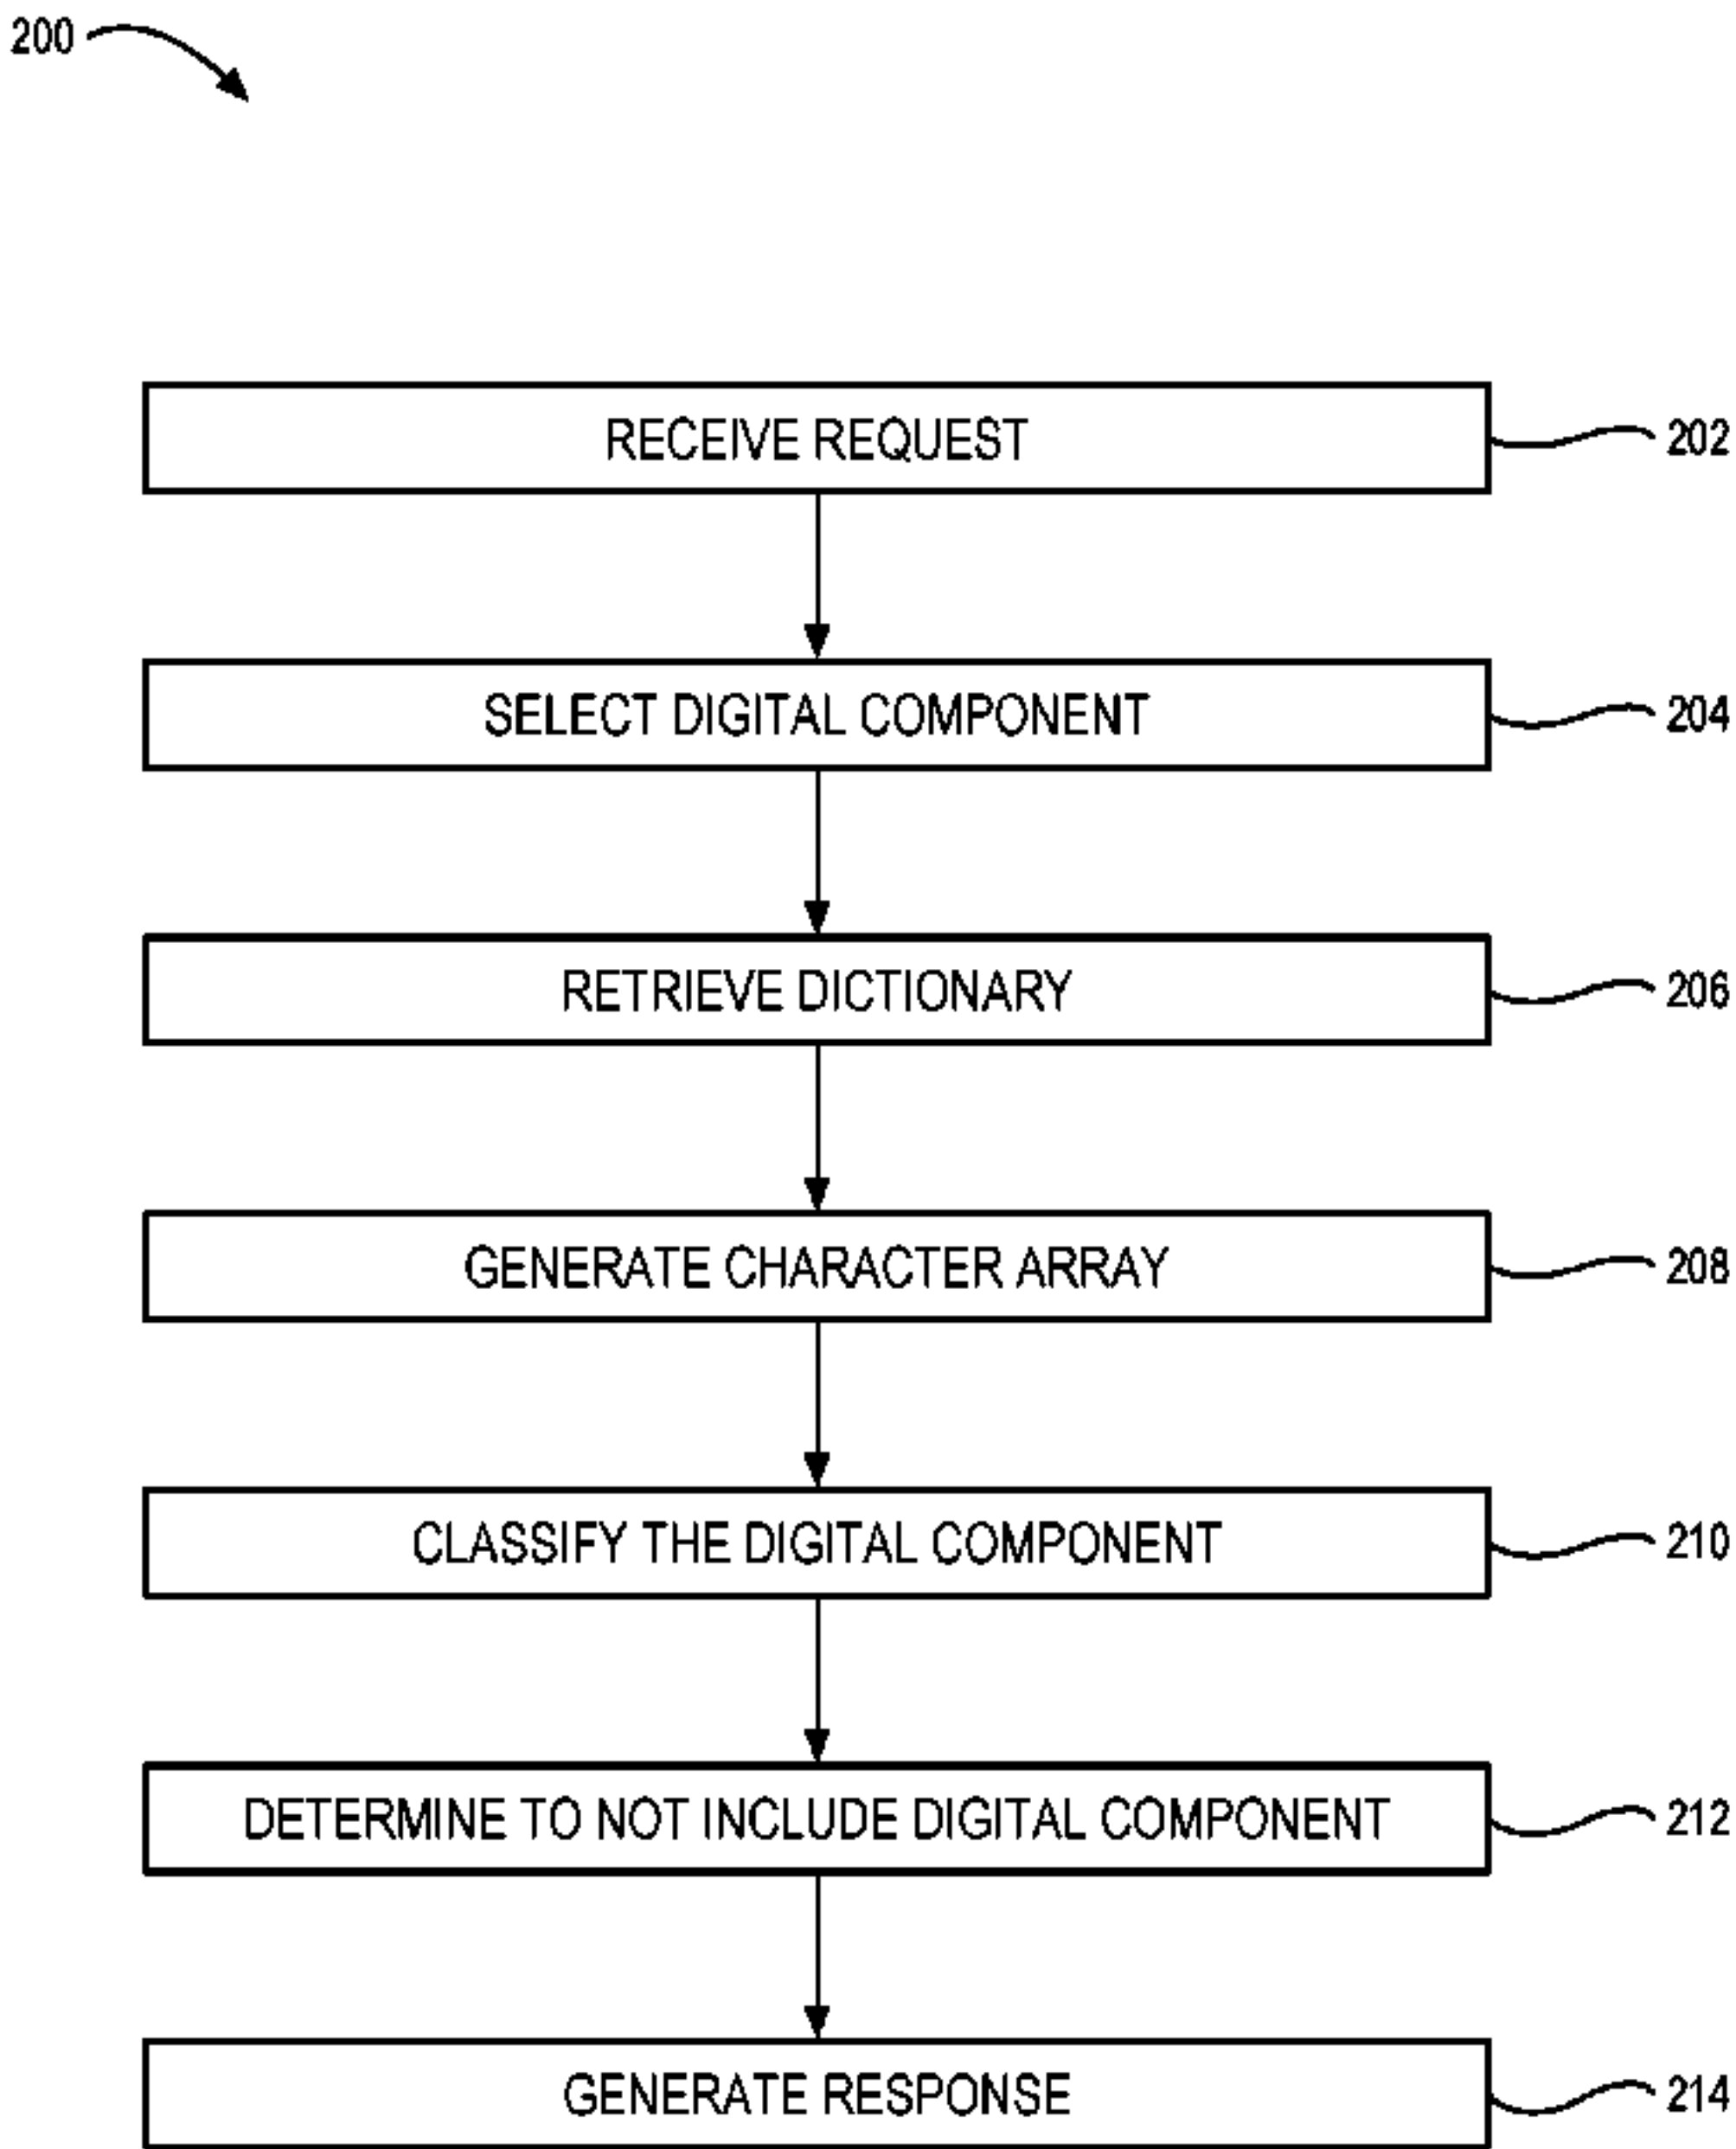 200
RECEIVE REQUEST
202
SELECT DIGITAL COMPONENT
204
RETRIEVE DICTIONARY
206
GENERATE CHARACTER ARRAY
208
CLASSIFY THE DIGITAL COMPONENT
210
DETERMINE TO NOT INCLUDE DIGITAL COMPONENT
212
GENERATE RESPONSE
214